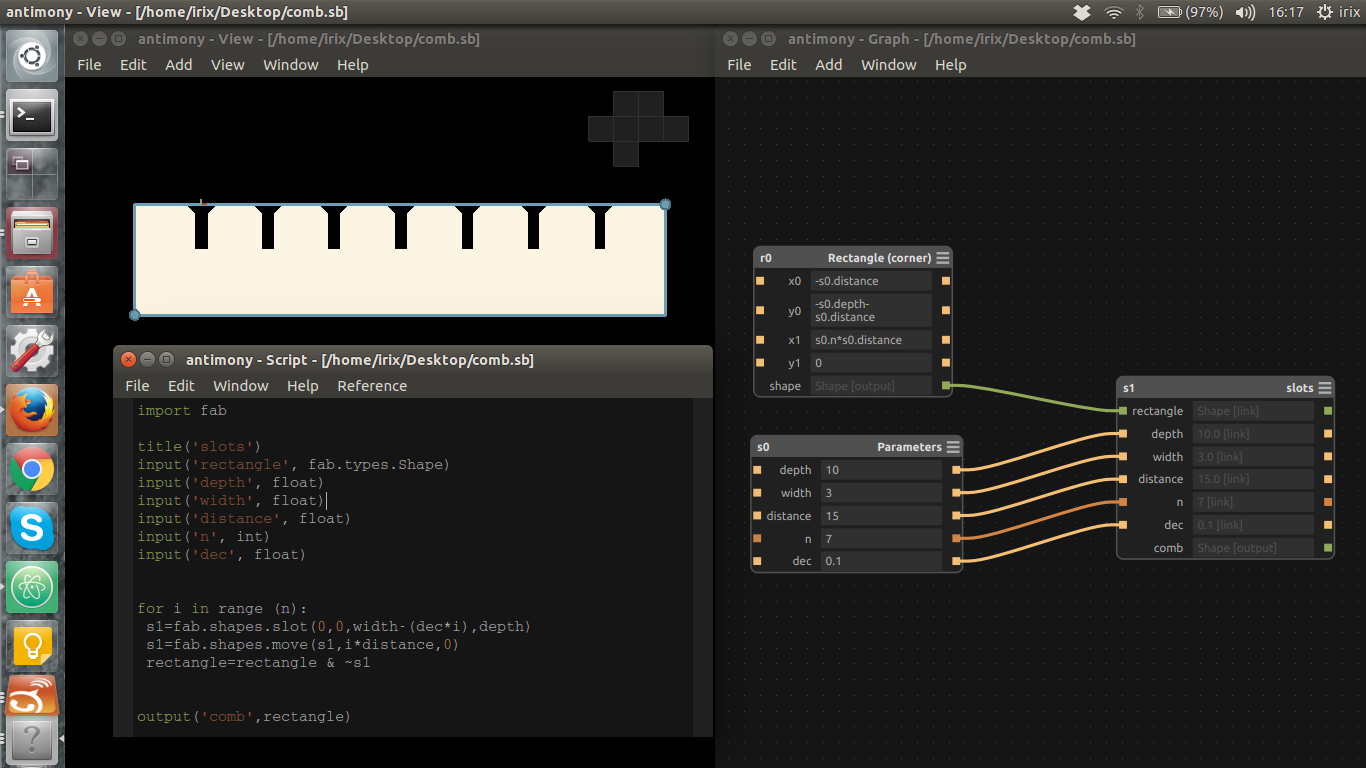 antimony - View - [/home/irix/Desktop/comb.sb]
(97%) 16:17 irix
antimony - View - [/home/irix/Desktop/comb.sb]
File Edit Add View Window Help
antimony - Script - [/home/irix/Desktop/comb.sb]
File Edit Window Help Reference
import fab
title('slots')
input('rectangle', fab.types.Shape)
input('depth', float)
input('width', float)
input('distance', float)
input('n', int)
input('dec', float)
for i in range (n):
s1=fab.shapes.slot(0,0,width-(dec*i),depth)
s1=fab.shapes.move(s1,i*distance,0)
rectangle=rectangle & ~s1
output('comb',rectangle)
antimony - Graph - [/home/irix/Desktop/comb.sb]
File Edit Add Window Help
r0 Rectangle (corner)
x0 -s0.distance
y0 -s0.depth-
s0.distance
x1 s0.n*s0.distance
y1 0
shape Shape [output]
s0 Parameters
depth 10
width 3
distance 15
n 7
dec 0.1
s1 slots
rectangle Shape [link]
depth 10.0 [link]
width 3.0 [link]
distance 15.0 [link]
n 7 [link]
dec 0.1 [link]
comb Shape [output]